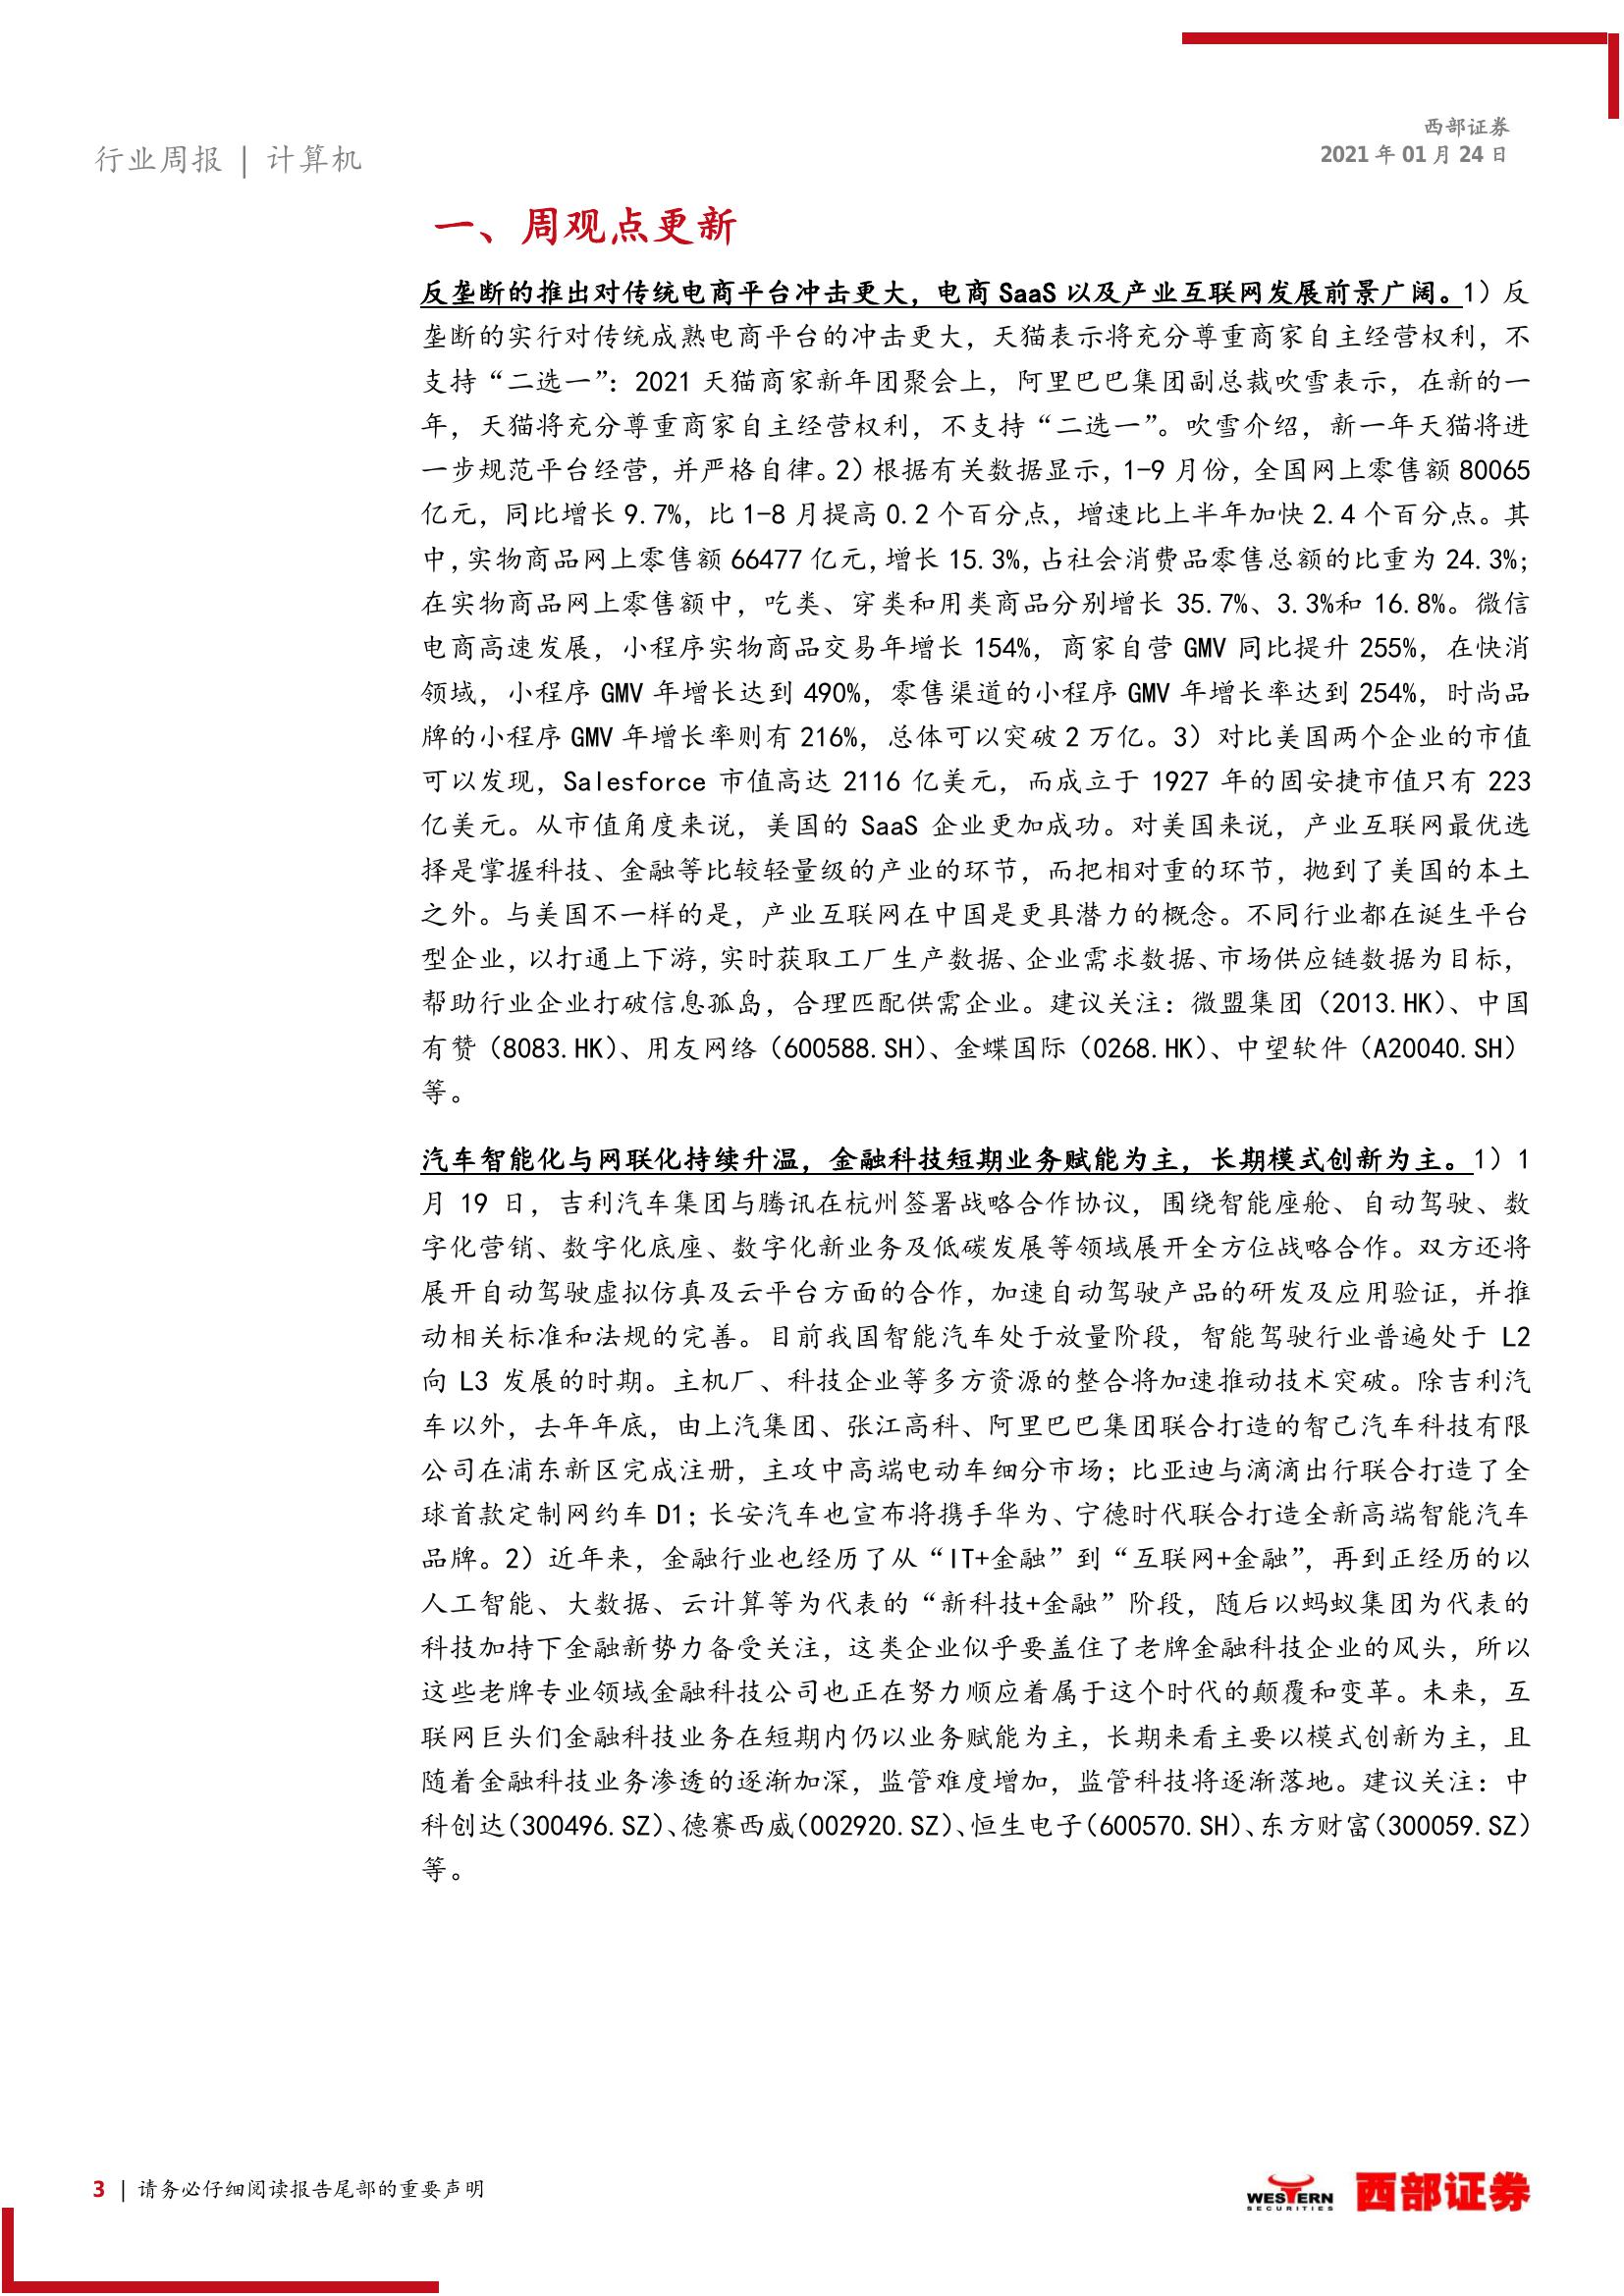 西部证券
2021 年 01 月 24 日
行业周报 | 计算机
一、周观点更新
反垄断的推出对传统电商平台冲击更大，电商 SaaS 以及产业互联网发展前景广阔。1）反
垄断的实行对传统成熟电商平台的冲击更大，天猫表示将充分尊重商家自主经营权利，不
支持“二选一”：2021 天猫商家新年团聚会上，阿里巴巴集团副总裁吹雪表示，在新的一
年，天猫将充分尊重商家自主经营权利，不支持“二选一”。吹雪介绍，新一年天猫将进
一步规范平台经营，并严格自律。2）根据有关数据显示，1-9 月份，全国网上零售额 80065
亿元，同比增长 9.7%，比 1-8 月提高 0.2 个百分点，增速比上半年加快 2.4 个百分点。其
中，实物商品网上零售额 66477 亿元，增长 15.3%，占社会消费品零售总额的比重为 24.3%；
在实物商品网上零售额中，吃类、穿类和用类商品分别增长 35.7%、3.3%和 16.8%。微信
电商高速发展，小程序实物商品交易年增长 154%，商家自营 GMV 同比提升 255%，在快消
领域，小程序 GMV 年增长达到 490%，零售渠道的小程序 GMV 年增长率达到 254%，时尚品
牌的小程序 GMV 年增长率则有 216%，总体可以突破 2 万亿。3）对比美国两个企业的市值
可以发现，Salesforce 市值高达 2116 亿美元，而成立于 1927 年的固安捷市值只有 223
亿美元。从市值角度来说，美国的 SaaS 企业更加成功。对美国来说，产业互联网最优选
择是掌握科技、金融等比较轻量级的产业的环节，而把相对重的环节，抛到了美国的本土
之外。与美国不一样的是，产业互联网在中国是更具潜力的概念。不同行业都在诞生平台
型企业，以打通上下游，实时获取工厂生产数据、企业需求数据、市场供应链数据为目标，
帮助行业企业打破信息孤岛，合理匹配供需企业。建议关注：微盟集团（2013.HK）、中国
有赞（8083.HK）、用友网络（600588.SH）、金蝶国际（0268.HK）、中望软件（A20040.SH）
等。
汽车智能化与网联化持续升温，金融科技短期业务赋能为主，长期模式创新为主。1）1
月 19 日，吉利汽车集团与腾讯在杭州签署战略合作协议，围绕智能座舱、自动驾驶、数
字化营销、数字化底座、数字化新业务及低碳发展等领域展开全方位战略合作。双方还将
展开自动驾驶虚拟仿真及云平台方面的合作，加速自动驾驶产品的研发及应用验证，并推
动相关标准和法规的完善。目前我国智能汽车处于放量阶段，智能驾驶行业普遍处于 L2
向 L3 发展的时期。主机厂、科技企业等多方资源的整合将加速推动技术突破。除吉利汽
车以外，去年年底，由上汽集团、张江高科、阿里巴巴集团联合打造的智己汽车科技有限
公司在浦东新区完成注册，主攻中高端电动车细分市场；比亚迪与滴滴出行联合打造了全
球首款定制网约车 D1；长安汽车也宣布将携手华为、宁德时代联合打造全新高端智能汽车
品牌。2）近年来，金融行业也经历了从“IT+金融”到“互联网+金融”，再到正经历的以
人工智能、大数据、云计算等为代表的“新科技+金融”阶段，随后以蚂蚁集团为代表的
科技加持下金融新势力备受关注，这类企业似乎要盖住了老牌金融科技企业的风头，所以
这些老牌专业领域金融科技公司也正在努力顺应着属于这个时代的颠覆和变革。未来，互
联网巨头们金融科技业务在短期内仍以业务赋能为主，长期来看主要以模式创新为主，且
随着金融科技业务渗透的逐渐加深，监管难度增加，监管科技将逐渐落地。建议关注：中
科创达（300496.SZ）、德赛西威（002920.SZ）、恒生电子（600570.SH）、东方财富（300059.SZ）
等。
3 | 请务必仔细阅读报告尾部的重要声明
WESTERN
SECURITIES
西部证券